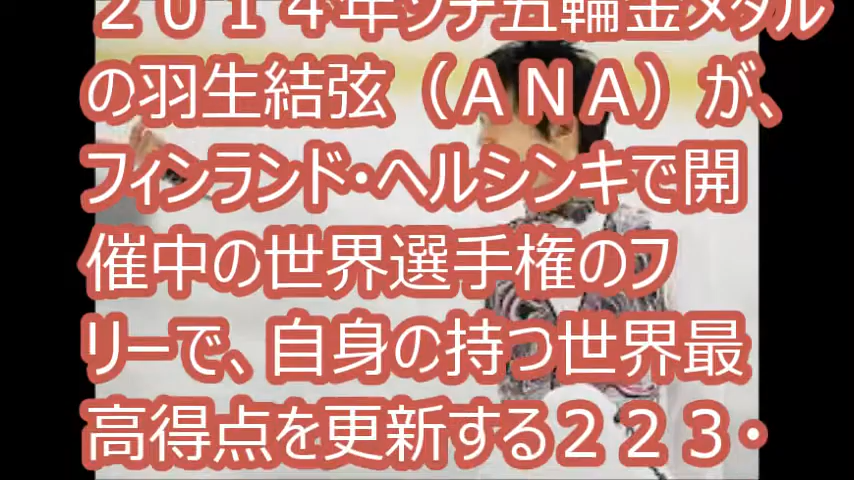 ２０１４年ソチ五輪金メダル
の羽生結弦（ＡＮＡ）が、
フィンランド・ヘルシンキで開
催中の世界選手権のフ
リーで、自身の持つ世界最
高得点を更新する２２３・